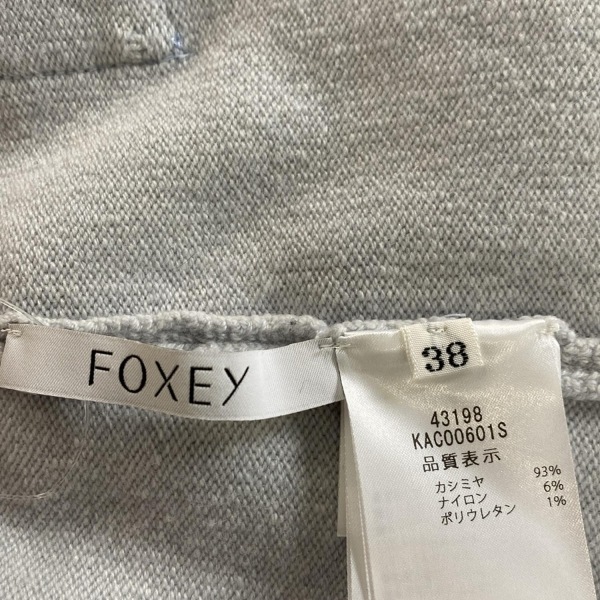 FOXEY
38
43198
KAC00601S
品質表示
カシミヤ 93%
ナイロン 6%
ポリウレタン 1%